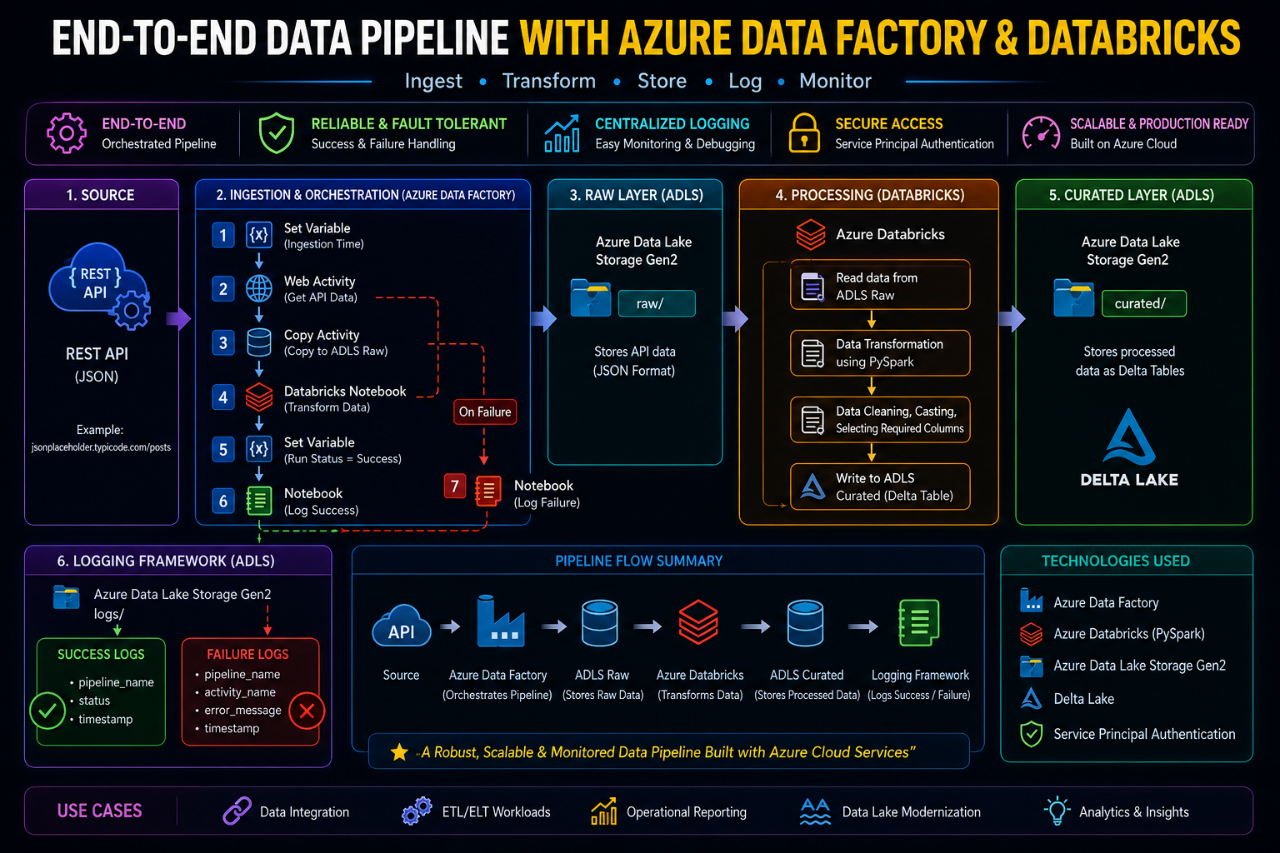 END-TO-END DATA PIPELINE WITH AZURE DATA FACTORY & DATABRICKS
Ingest • Transform • Store • Log • Monitor
END-TO-END
Orchestrated Pipeline
RELIABLE & FAULT TOLERANT
Success & Failure Handling
CENTRALIZED LOGGING
Easy Monitoring & Debugging
SECURE ACCESS
Service Principal Authentication
SCALABLE & PRODUCTION READY
Built on Azure Cloud
1. SOURCE
{ REST }
API
REST API
(JSON)
Example:
jsonplaceholder.typicode.com/posts
2. INGESTION & ORCHESTRATION (AZURE DATA FACTORY)
1
{x}
Set Variable
(Ingestion Time)
2
Web Activity
(Get API Data)
3
Copy Activity
(Copy to ADLS Raw)
4
Databricks Notebook
(Transform Data)
On Failure
5
{x}
Set Variable
(Run Status = Success)
6
Notebook
(Log Success)
7
Notebook
(Log Failure)
3. RAW LAYER (ADLS)
Azure Data Lake
Storage Gen2
raw/
Stores API data
(JSON Format)
4. PROCESSING (DATABRICKS)
Azure Databricks
Read data from
ADLS Raw
Data Transformation
using PySpark
Data Cleaning, Casting,
Selecting Required Columns
Write to ADLS
Curated (Delta Table)
5. CURATED LAYER (ADLS)
Azure Data Lake
Storage Gen2
curated/
Stores processed
data as Delta Tables
DELTA LAKE
6. LOGGING FRAMEWORK (ADLS)
Azure Data Lake Storage Gen2
logs/
SUCCESS LOGS
• pipeline_name
• status
• timestamp
FAILURE LOGS
• pipeline_name
• activity_name
• error_message
• timestamp
PIPELINE FLOW SUMMARY
API
Source
Azure Data Factory
(Orchestrates Pipeline)
ADLS Raw
(Stores Raw Data)
Azure Databricks
(Transforms Data)
ADLS Curated
(Stores Processed Data)
Logging Framework
(Logs Success / Failure)
"A Robust, Scalable & Monitored Data Pipeline Built with Azure Cloud Services"
TECHNOLOGIES USED
Azure Data Factory
Azure Databricks (PySpark)
Azure Data Lake Storage Gen2
Delta Lake
Service Principal Authentication
USE CASES
Data Integration
ETL/ELT Workloads
Operational Reporting
Data Lake Modernization
Analytics & Insights